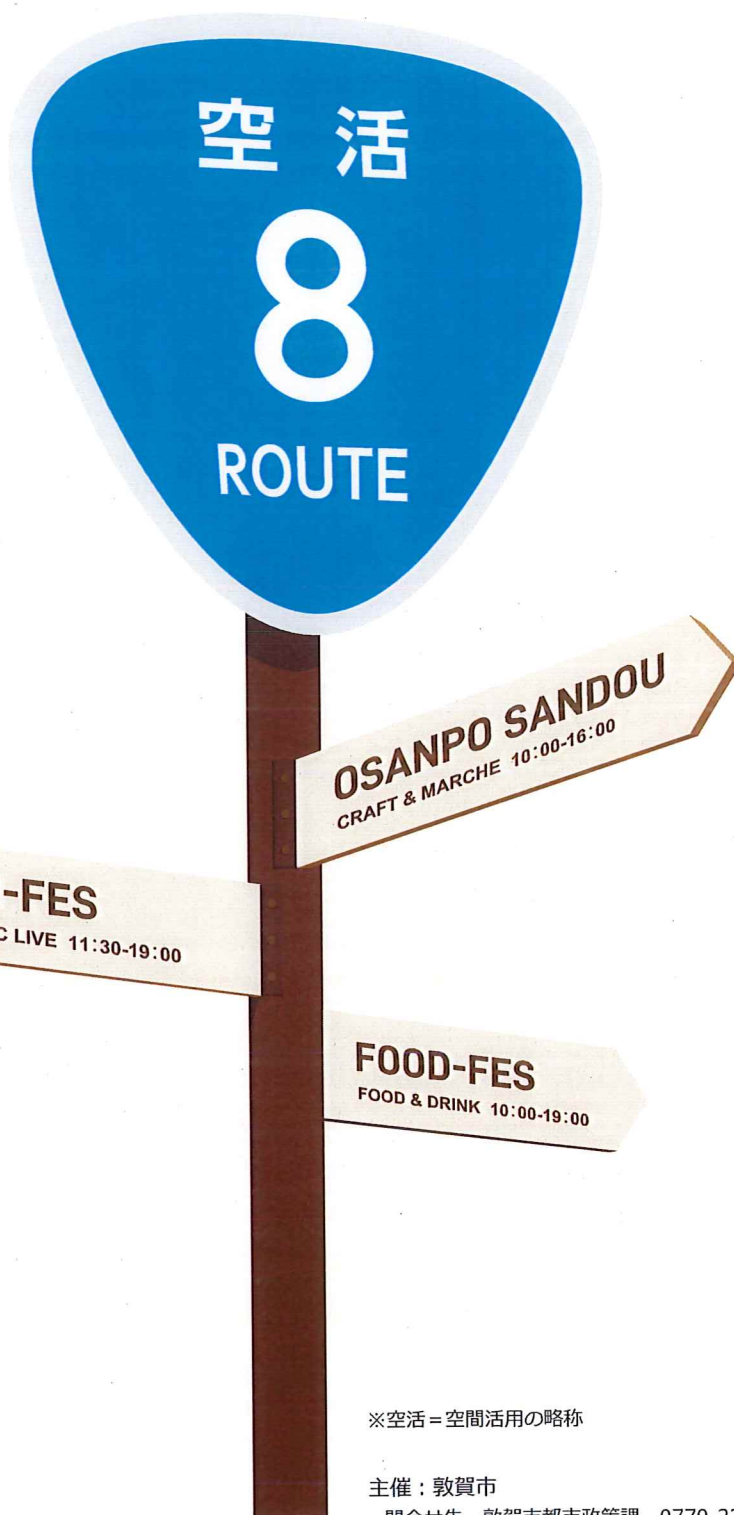 空活
8
ROUTE
OSANPO SANDOU
CRAFT & MARCHE 10:00-16:00
-FES
C LIVE 11:30-19:00
FOOD-FES
FOOD & DRINK 10:00-19:00
※空活=空間活用の略称
主催:敦賀市